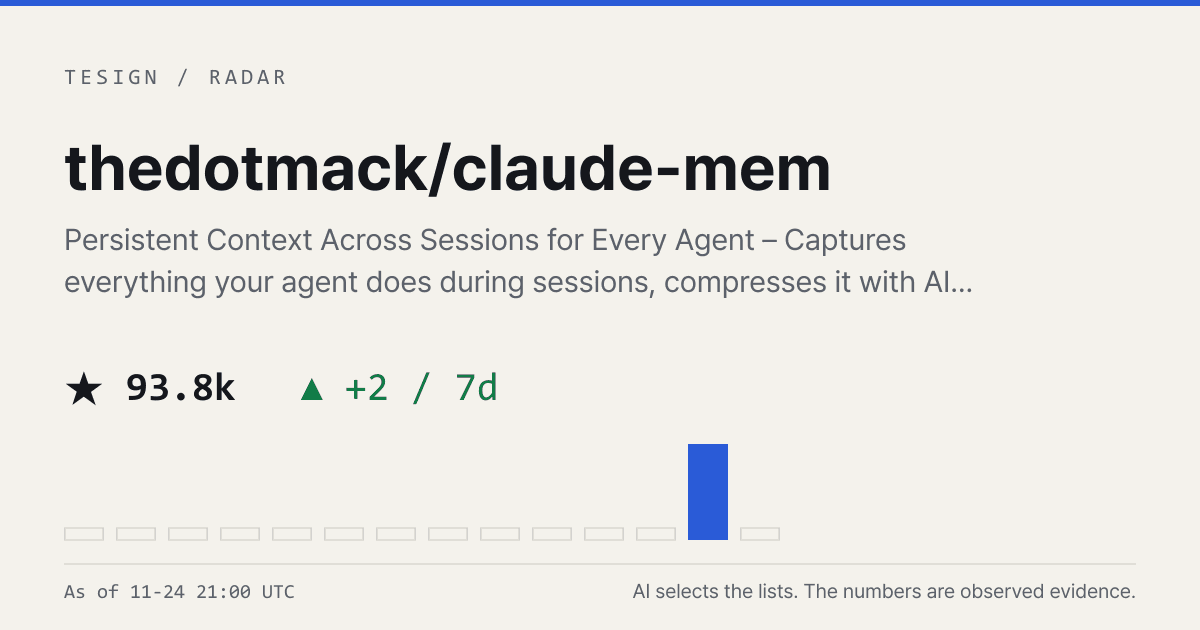 TESIGN / RADAR
thedotmack/claude-mem
Persistent Context Across Sessions for Every Agent – Captures
everything your agent does during sessions, compresses it with AI...
★ 93.8k ▲ +2 / 7d
As of 11-24 21:00 UTC
AI selects the lists. The numbers are observed evidence.